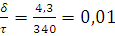 δ/τ = 4,3/340 = 0,01